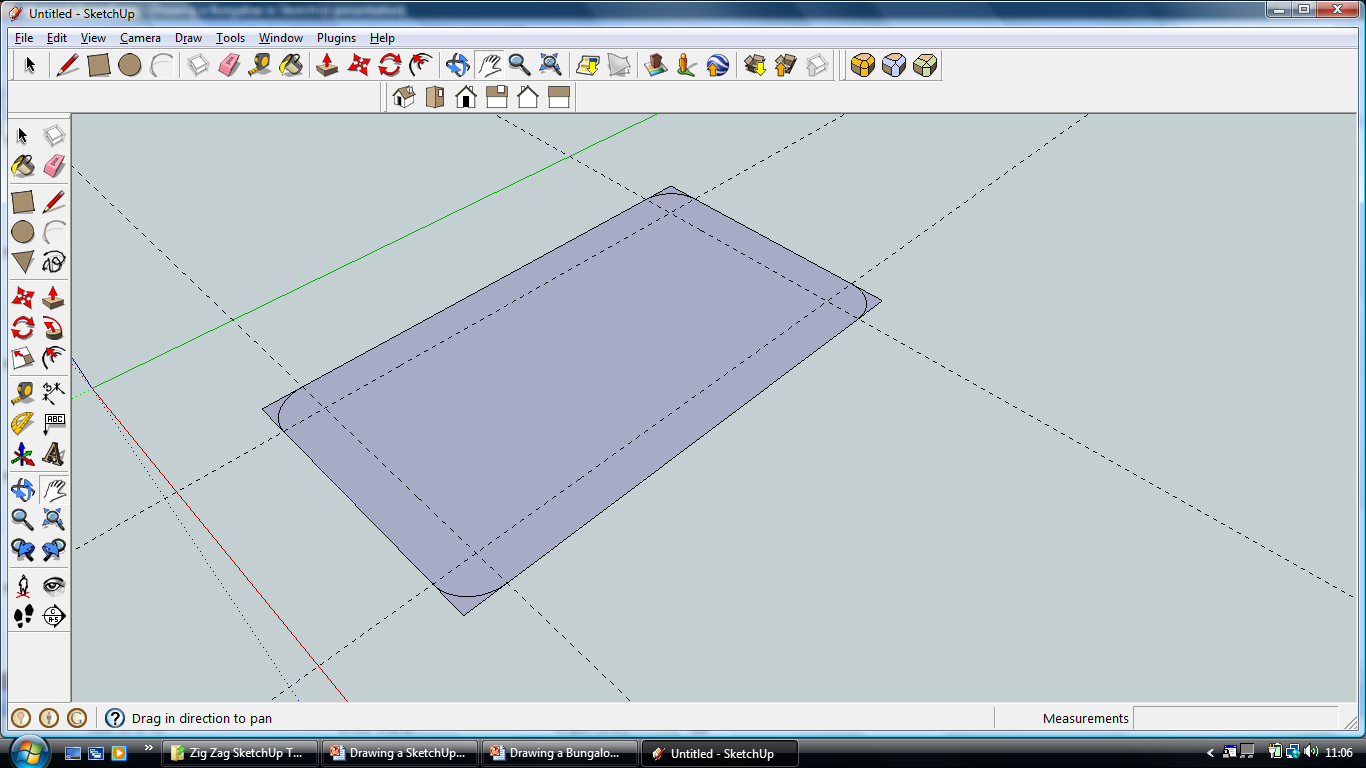 Untitled - SketchUp
File Edit View Camera Draw Tools Window Plugins Help
ABC
Drag in direction to pan
Measurements
Zig Zag SketchUp T...
Drawing a SketchUp...
Drawing a Bungalo...
Untitled - SketchUp
11:06